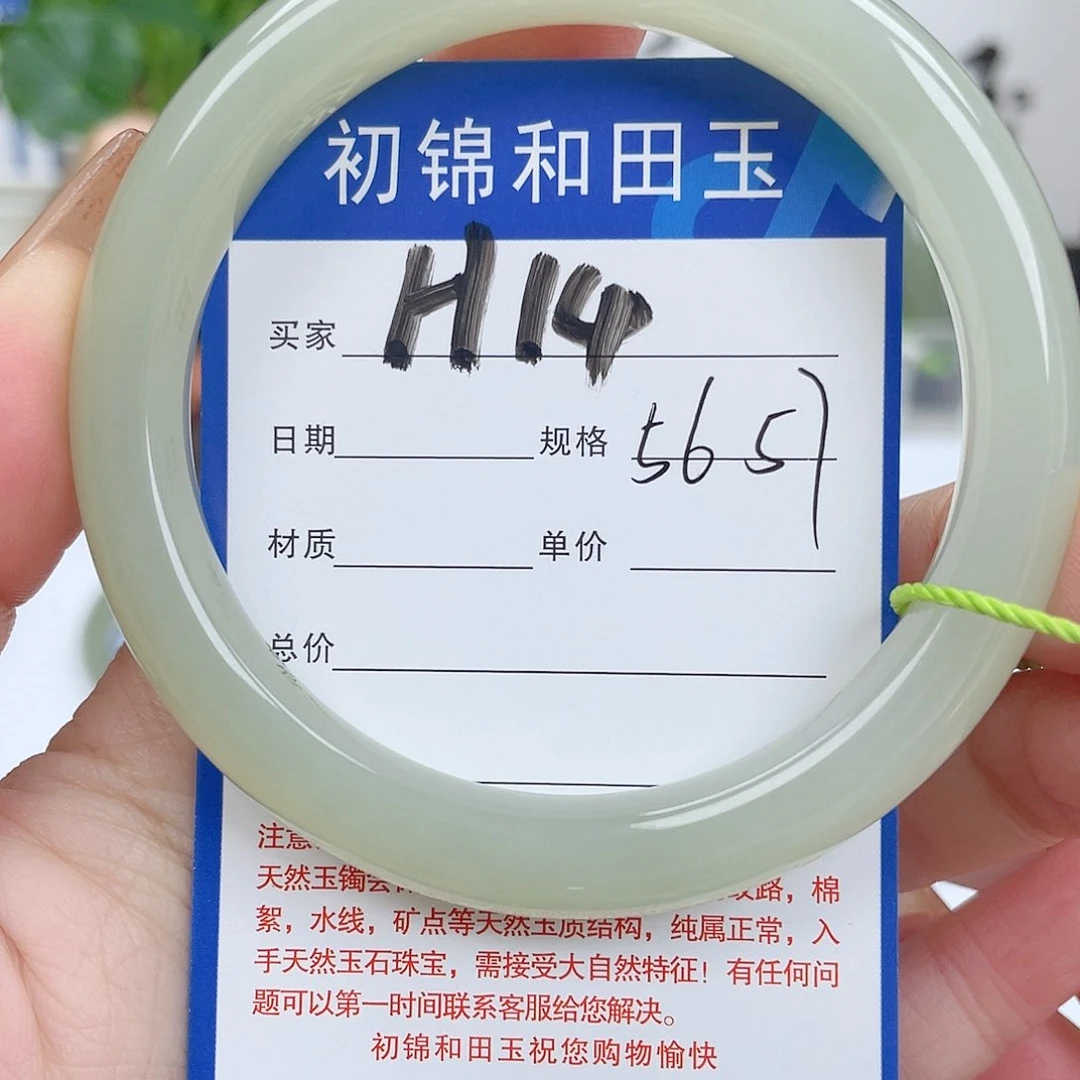 初锦和田玉
买家 H14
日期 规格 5657
材质 单价
总价
注意
天然玉镯会 纹路，棉
絮，水线，矿点等天然玉质结构，纯属正常，入
手天然玉石珠宝，需接受大自然特征！有任何问
题可以第一时间联系客服给您解决。
初锦和田玉祝您购物愉快